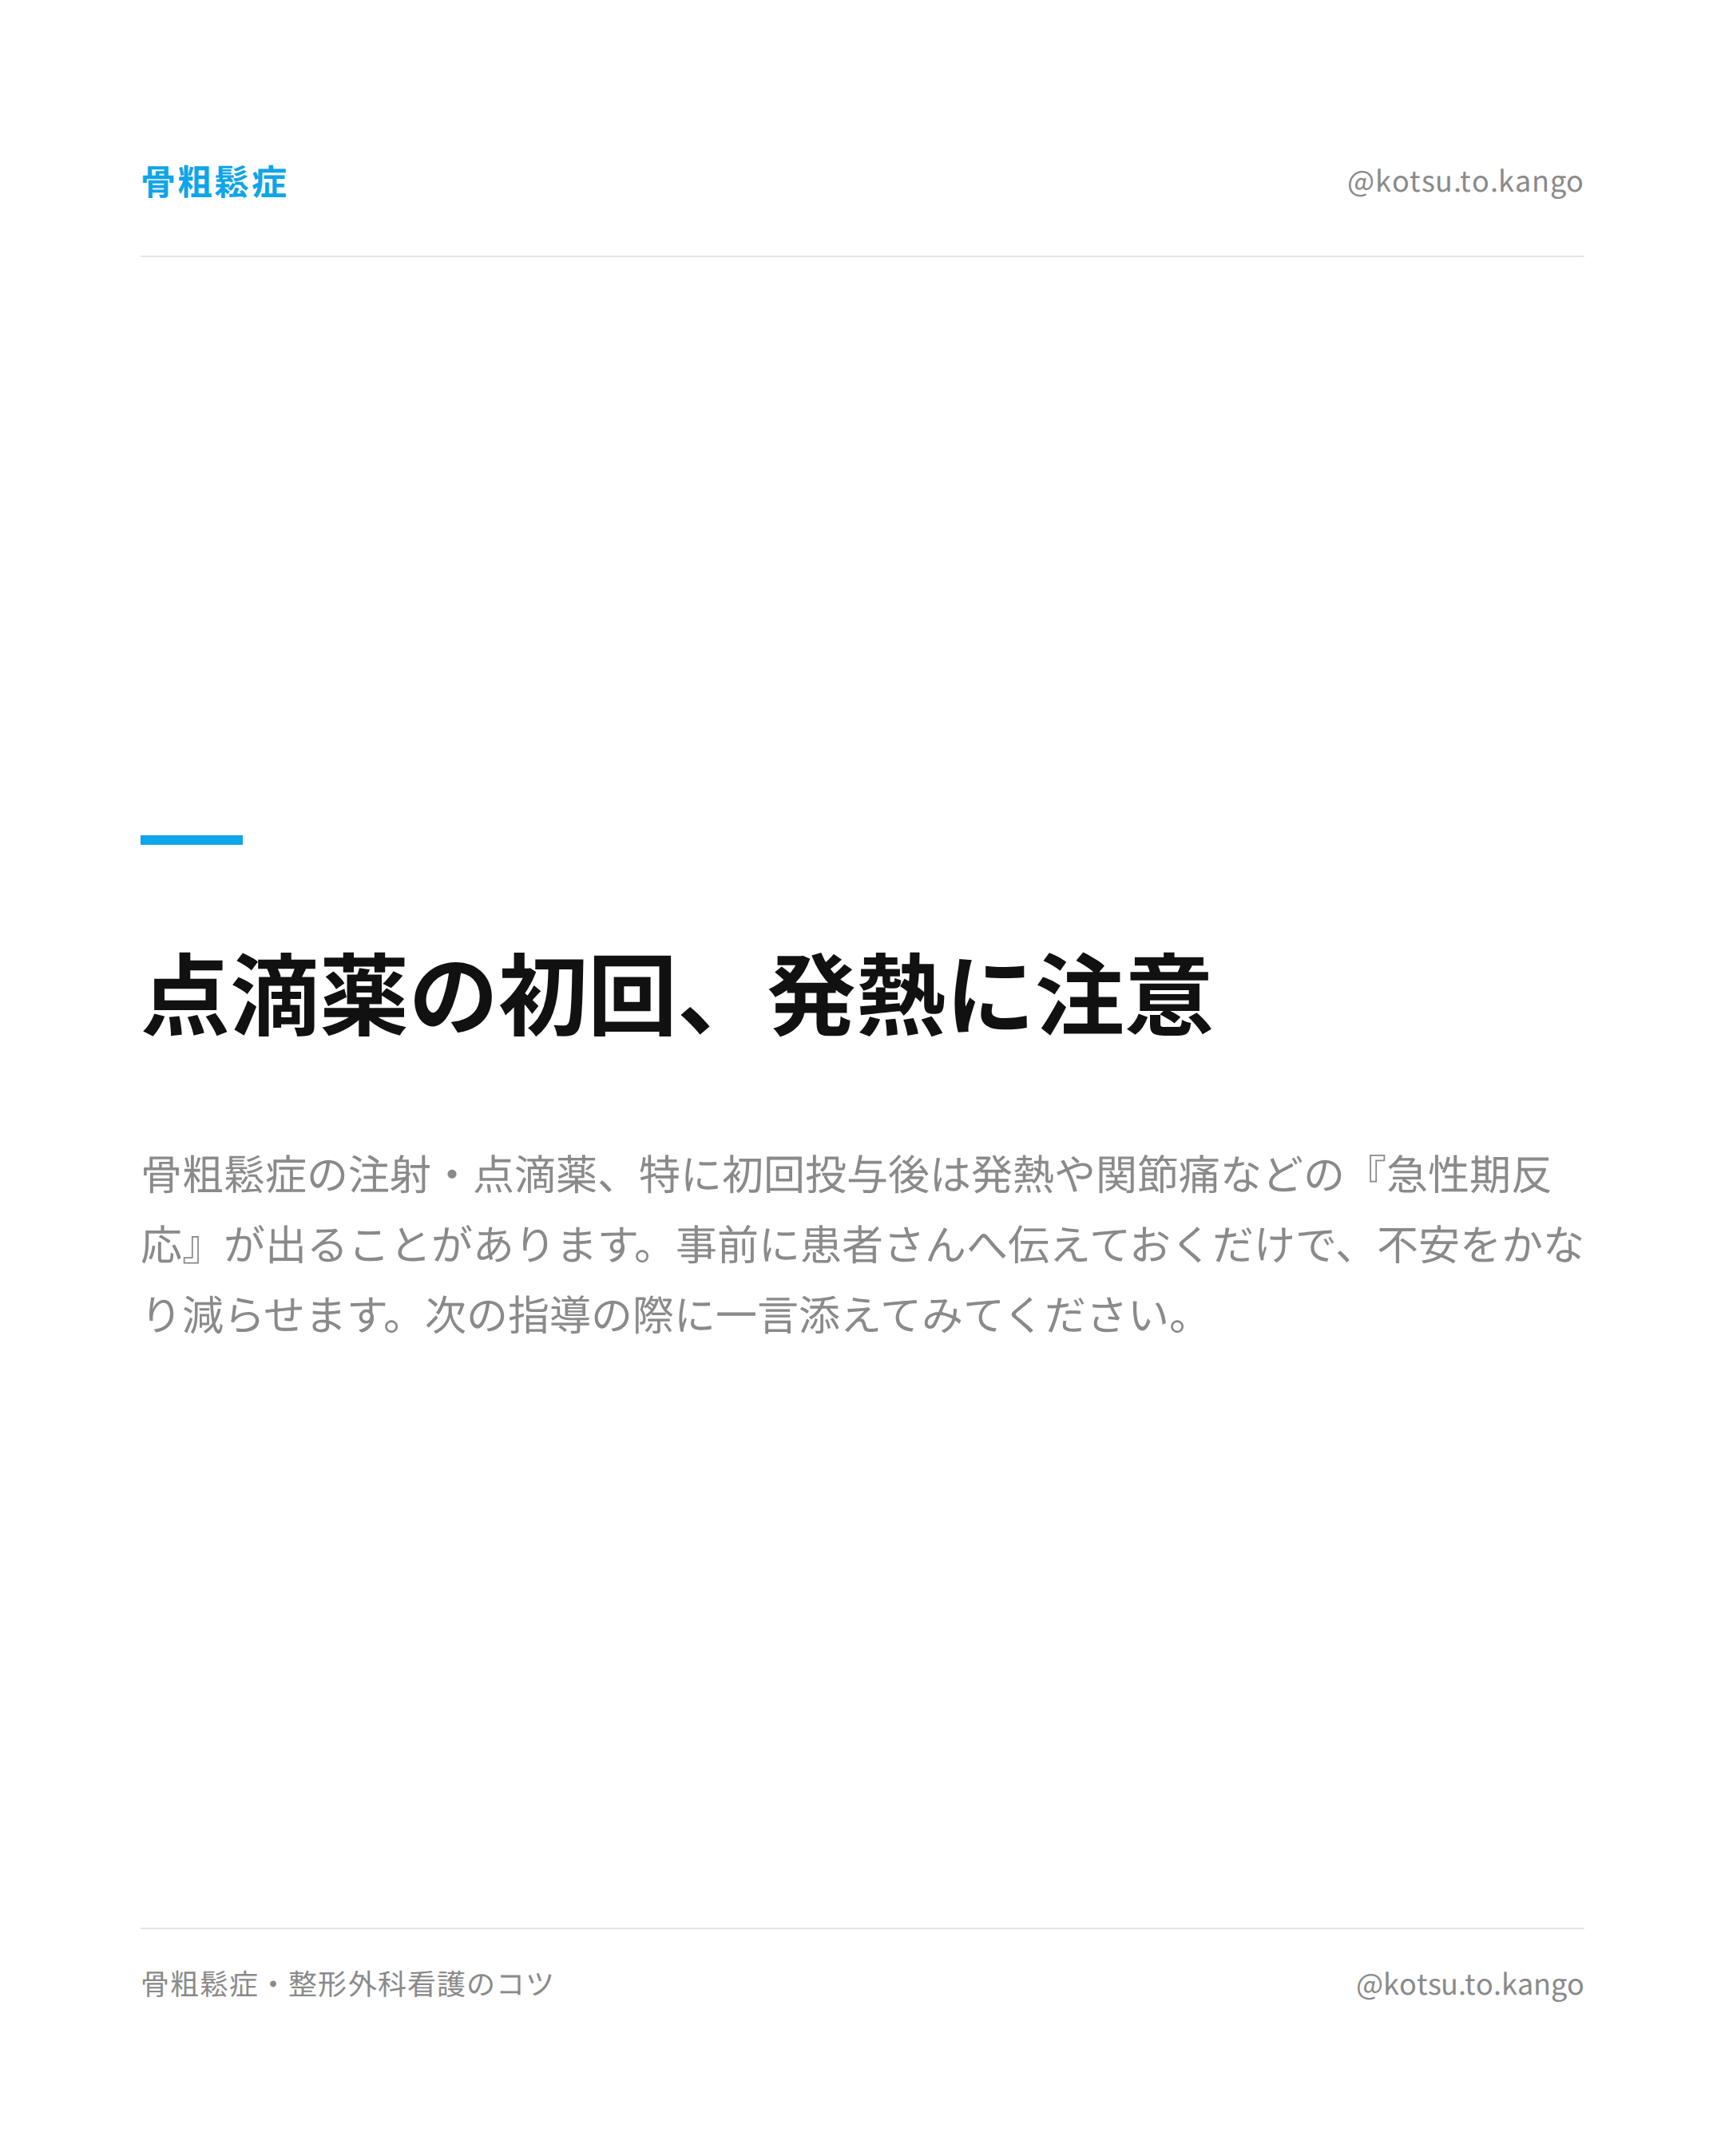 骨粗鬆症
@kotsu.to.kango
点滴薬の初回、発熱に注意
骨粗鬆症の注射・点滴薬、特に初回投与後は発熱や関節痛などの『急性期反
応』が出ることがあります。事前に患者さんへ伝えておくだけで、不安をかな
り減らせます。次の指導の際に一言添えてみてください。
骨粗鬆症・整形外科看護のコツ
@kotsu.to.kango